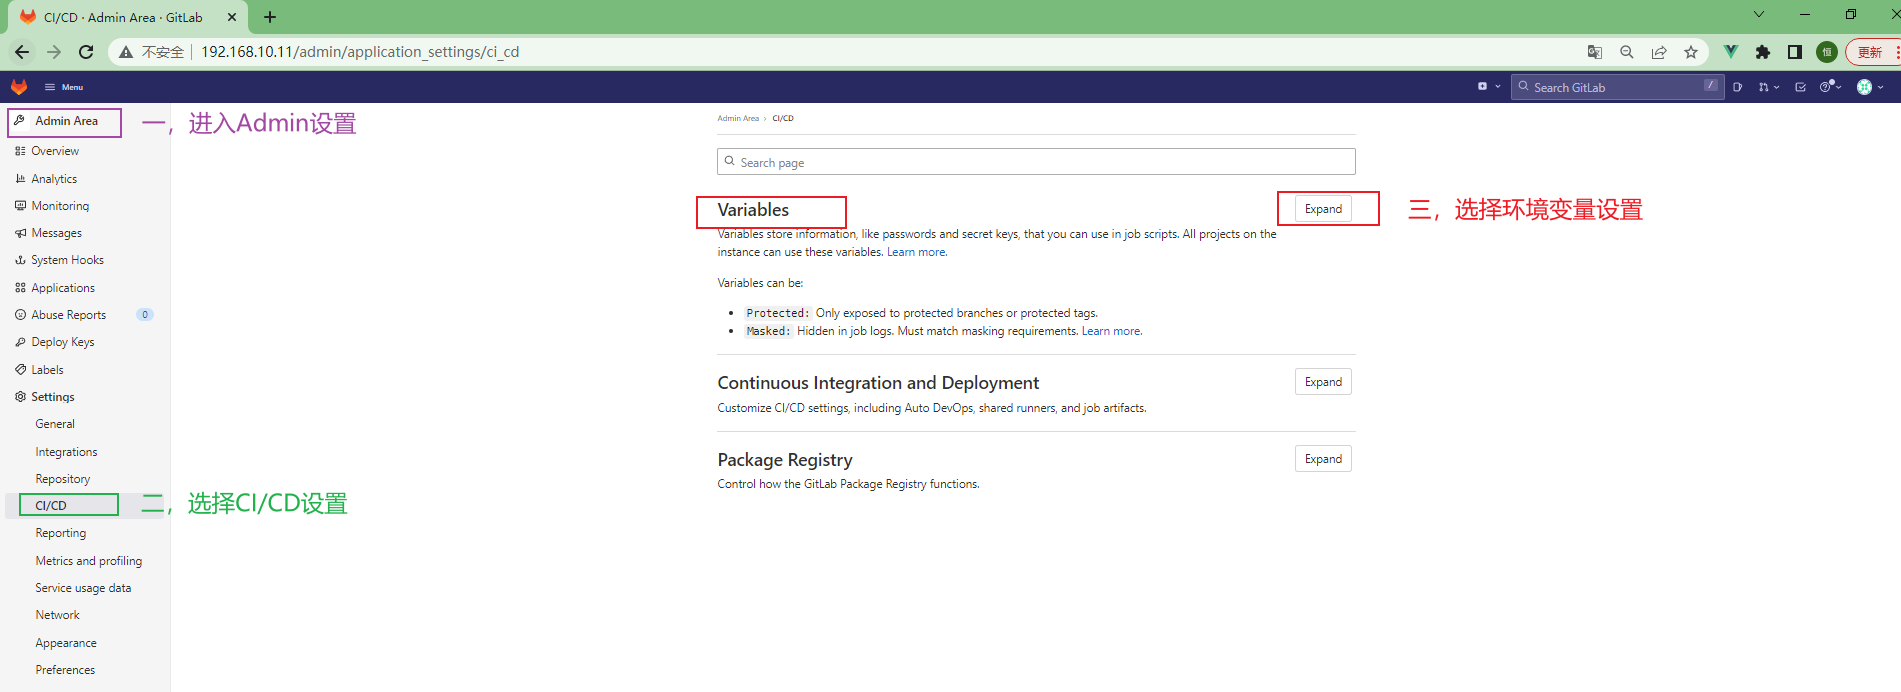 CI/CD · Admin Area · GitLab
不安全 192.168.10.11/admin/application_settings/ci_cd
恒
更新
Menu
Search GitLab /
Admin Area
一，进入Admin设置
Overview
Analytics
Monitoring
Messages
System Hooks
Applications
Abuse Reports 0
Deploy Keys
Labels
Settings
General
Integrations
Repository
CI/CD
二，选择CI/CD设置
Reporting
Metrics and profiling
Service usage data
Network
Appearance
Preferences
Admin Area › CI/CD
Search page
Variables
Expand
三，选择环境变量设置
Variables store information, like passwords and secret keys, that you can use in job scripts. All projects on the
instance can use these variables. Learn more.
Variables can be:
• Protected: Only exposed to protected branches or protected tags.
• Masked: Hidden in job logs. Must match masking requirements. Learn more.
Continuous Integration and Deployment
Expand
Customize CI/CD settings, including Auto DevOps, shared runners, and job artifacts.
Package Registry
Expand
Control how the GitLab Package Registry functions.